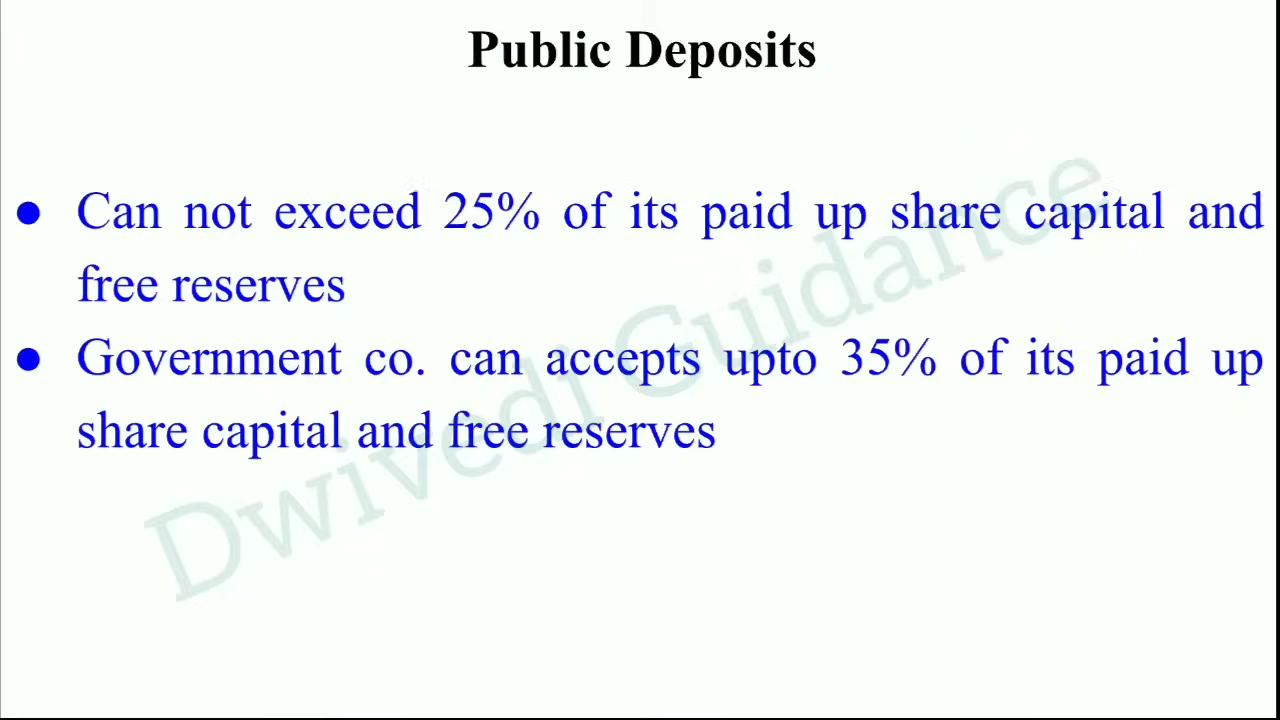 Public Deposits
● Can not exceed 25% of its paid up share capital and
free reserves
● Government co. can accepts upto 35% of its paid up
share capital and free reserves
Dwivedi Guidance